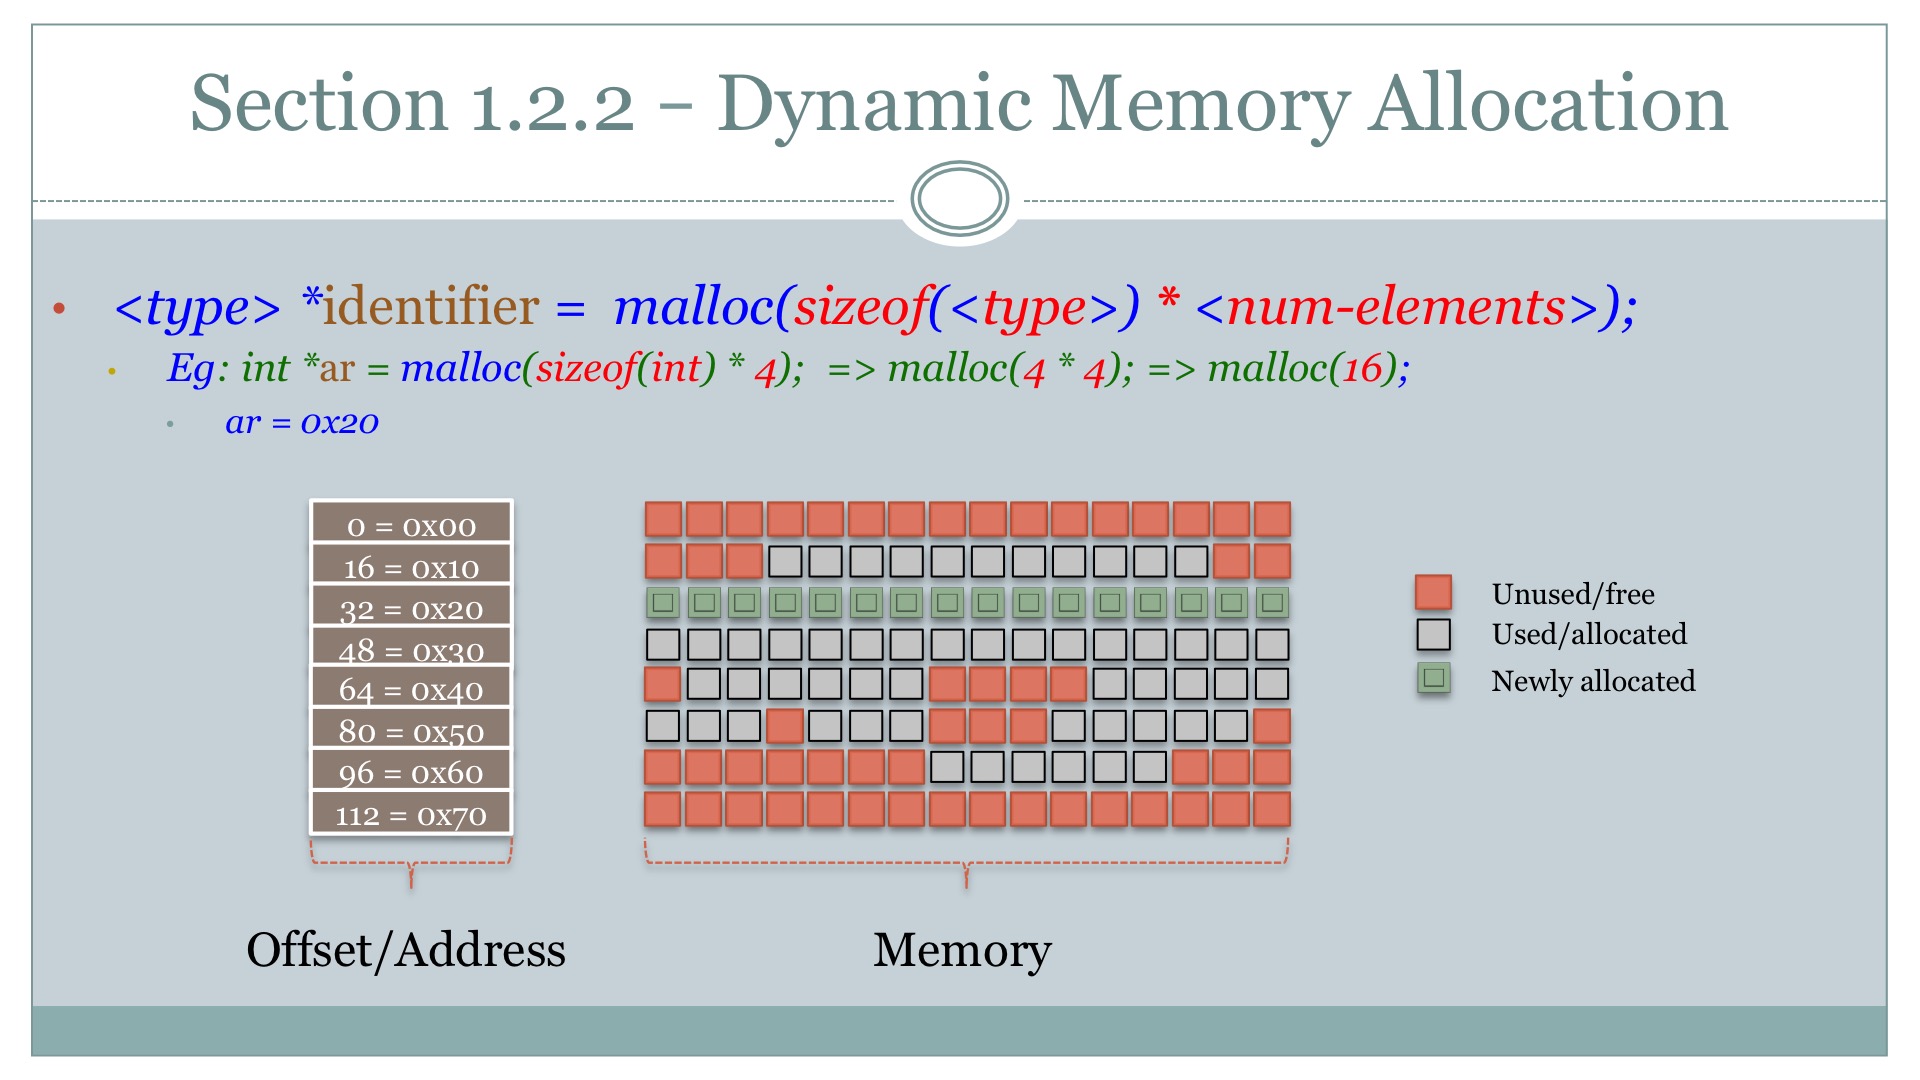 Section 1.2.2 – Dynamic Memory Allocation
• <type> *identifier = malloc(sizeof(<type>) * <num-elements>);
• Eg: int *ar = malloc(sizeof(int) * 4); => malloc(4 * 4); => malloc(16);
• ar = 0x20
0 = 0x00
16 = 0x10
32 = 0x20
48 = 0x30
64 = 0x40
80 = 0x50
96 = 0x60
112 = 0x70
Unused/free
Used/allocated
Newly allocated
Offset/Address
Memory